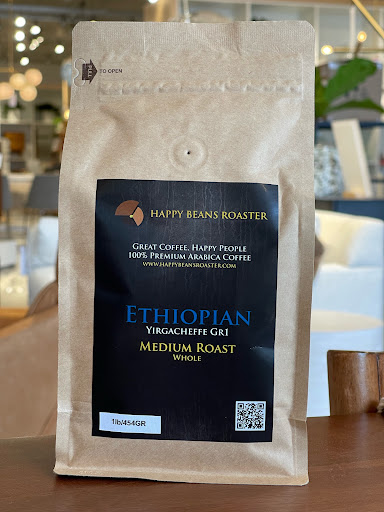 PULL TO OPEN
HAPPY BEANS ROASTER
GREAT COFFEE, HAPPY PEOPLE
100% PREMIUM ARABICA COFFEE
WWW.HAPPYBEANSROASTER.COM
ETHIOPIAN
YIRGACHEFFE GR1
MEDIUM ROAST
WHOLE
1lb/454GR